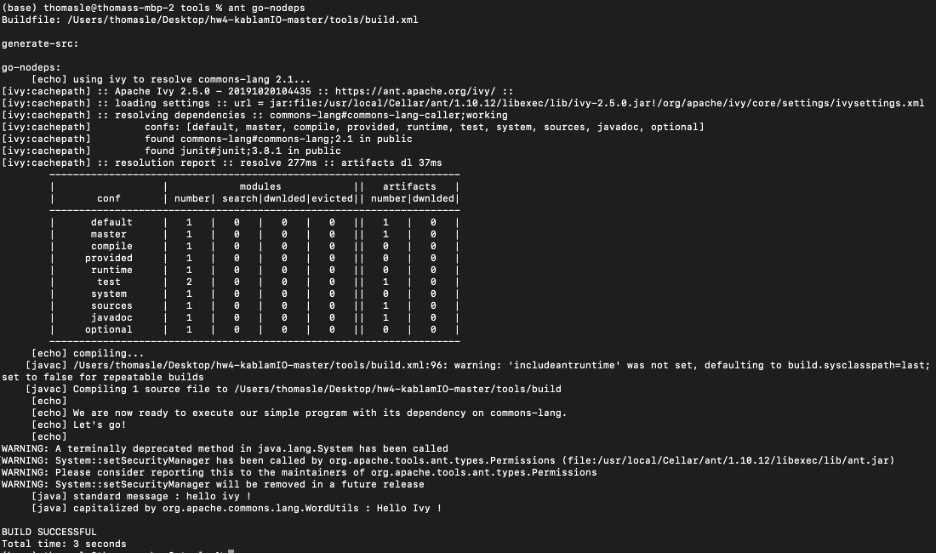 (base) thomasle@thomass-mbp-2 tools % ant go-nodeps
Buildfile: /Users/thomasle/Desktop/hw4-kablamIO-master/tools/build.xml

generate-src:

go-nodeps:
     [echo] using ivy to resolve commons-lang 2.1...
[ivy:cachepath] :: Apache Ivy 2.5.0 - 20191020104435 :: https://ant.apache.org/ivy/ ::
[ivy:cachepath] :: loading settings :: url = jar:file:/usr/local/Cellar/ant/1.10.12/libexec/lib/ivy-2.5.0.jar!/org/apache/ivy/core/settings/ivysettings.xml
[ivy:cachepath] :: resolving dependencies :: commons-lang#commons-lang-caller;working
[ivy:cachepath]         confs: [default, master, compile, provided, runtime, test, system, sources, javadoc, optional]
[ivy:cachepath]         found commons-lang#commons-lang;2.1 in public
[ivy:cachepath]         found junit#junit;3.8.1 in public
[ivy:cachepath] :: resolution report :: resolve 277ms :: artifacts dl 37ms
        ---------------------------------------------------------------------
        |                  |            modules            ||   artifacts   |
        |       conf       | number| search|dwnlded|evicted|| number|dwnlded|
        ---------------------------------------------------------------------
        |      default     |   1   |   0   |   0   |   0   ||   1   |   0   |
        |      master      |   1   |   0   |   0   |   0   ||   1   |   0   |
        |      compile     |   1   |   0   |   0   |   0   ||   0   |   0   |
        |     provided     |   1   |   0   |   0   |   0   ||   0   |   0   |
        |      runtime     |   1   |   0   |   0   |   0   ||   0   |   0   |
        |       test       |   2   |   0   |   0   |   0   ||   1   |   0   |
        |      system      |   1   |   0   |   0   |   0   ||   0   |   0   |
        |      sources     |   1   |   0   |   0   |   0   ||   1   |   0   |
        |      javadoc     |   1   |   0   |   0   |   0   ||   1   |   0   |
        |     optional     |   1   |   0   |   0   |   0   ||   0   |   0   |
        ---------------------------------------------------------------------
     [echo] compiling...
    [javac] /Users/thomasle/Desktop/hw4-kablamIO-master/tools/build.xml:96: warning: 'includeantruntime' was not set, defaulting to build.sysclasspath=last;
set to false for repeatable builds
    [javac] Compiling 1 source file to /Users/thomasle/Desktop/hw4-kablamIO-master/tools/build
     [echo]
     [echo] We are now ready to execute our simple program with its dependency on commons-lang.
     [echo] Let's go!
     [echo]
WARNING: A terminally deprecated method in java.lang.System has been called
WARNING: System::setSecurityManager has been called by org.apache.tools.ant.types.Permissions (file:/usr/local/Cellar/ant/1.10.12/libexec/lib/ant.jar)
WARNING: Please consider reporting this to the maintainers of org.apache.tools.ant.types.Permissions
WARNING: System::setSecurityManager will be removed in a future release
     [java] standard message : hello ivy !
     [java] capitalized by org.apache.commons.lang.WordUtils : Hello Ivy !

BUILD SUCCESSFUL
Total time: 3 seconds